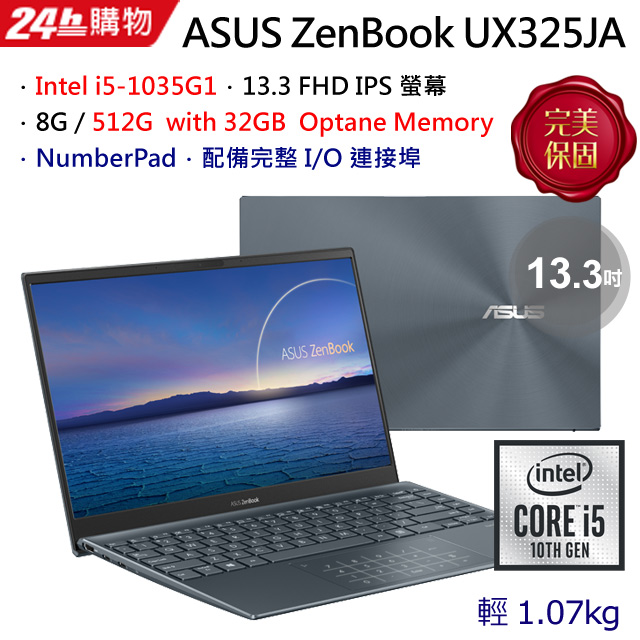 24h購物
ASUS ZenBook UX325JA
．Intel i5-1035G1．13.3 FHD IPS 螢幕
．8G / 512G with 32GB Optane Memory
．NumberPad．配備完整 I/O 連接埠
完美
保固
13.3吋
ASUS
ASUS ZenBook
ASUS ZenBook
intel
CORE i5
10TH GEN
輕 1.07kg